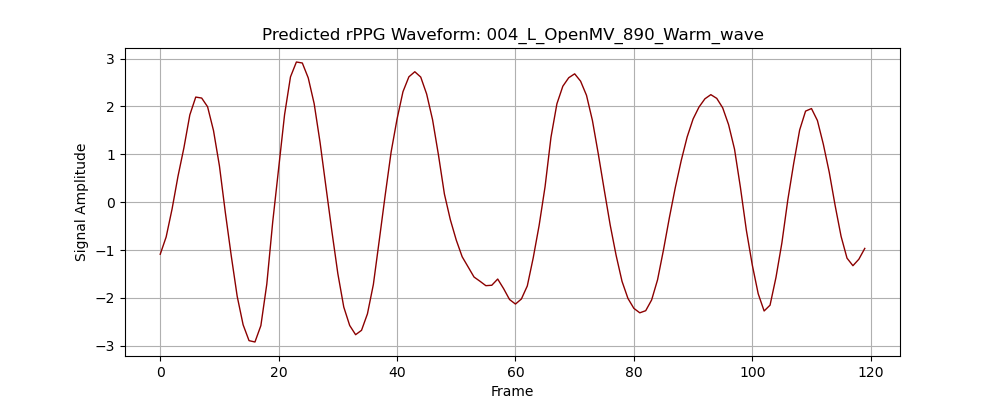 Predicted rPPG Waveform: 004_L_OpenMV_890_Warm_wave
3
2
1
0
−1
−2
−3
Signal Amplitude
0 20 40 60 80 100 120
Frame